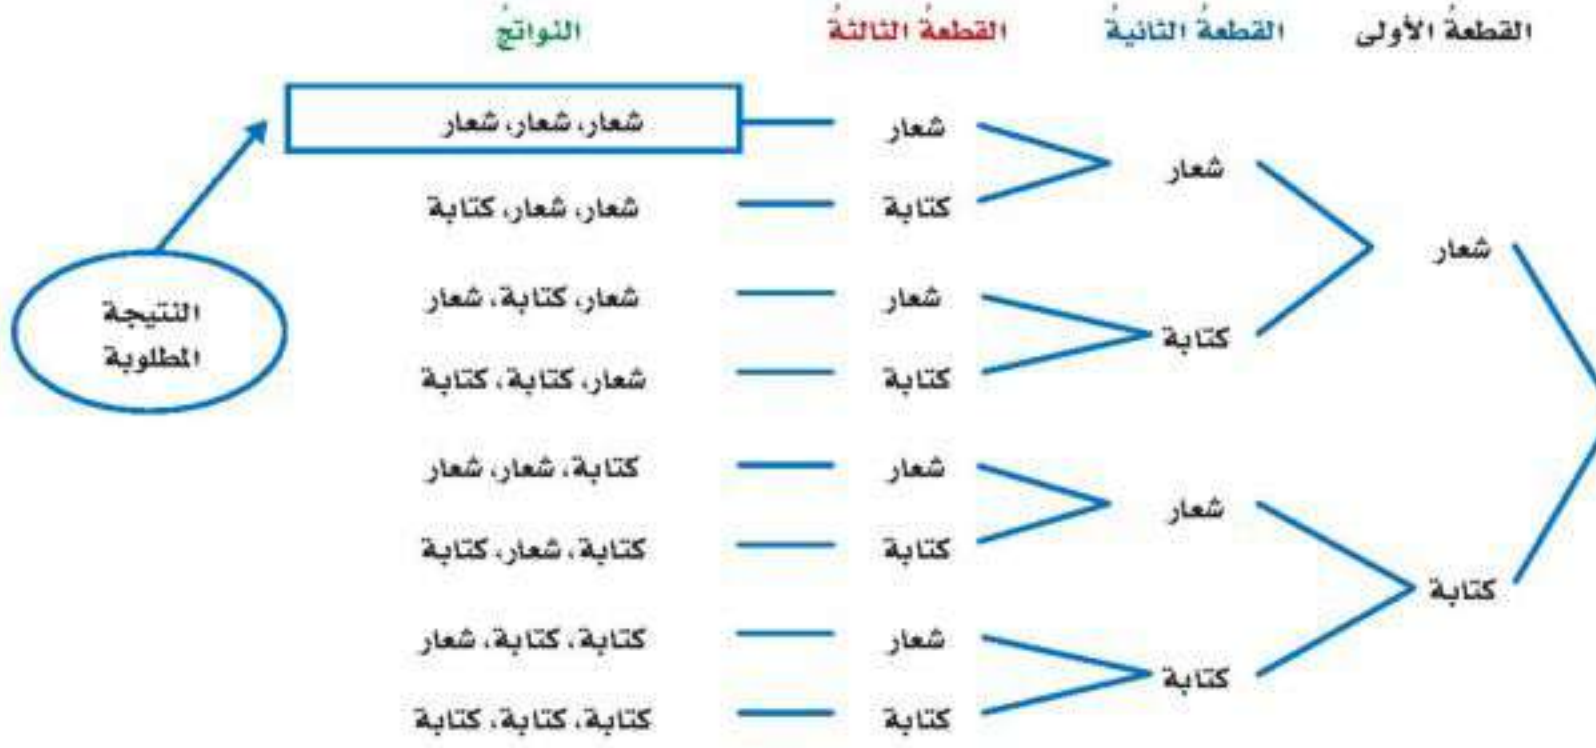 القطعةُ الأولى القطعةُ الثانيةُ القطعةُ الثالثةُ النواتجُ
شعار شعار، شعار، شعار
شعار
كتابة شعار، شعار، كتابة
شعار
شعار شعار، كتابة، شعار
النتيجة
كتابة
المطلوبة
كتابة شعار، كتابة، كتابة
شعار كتابة، شعار، شعار
شعار
كتابة كتابة، شعار، كتابة
كتابة
شعار كتابة، كتابة، شعار
كتابة
كتابة كتابة، كتابة، كتابة